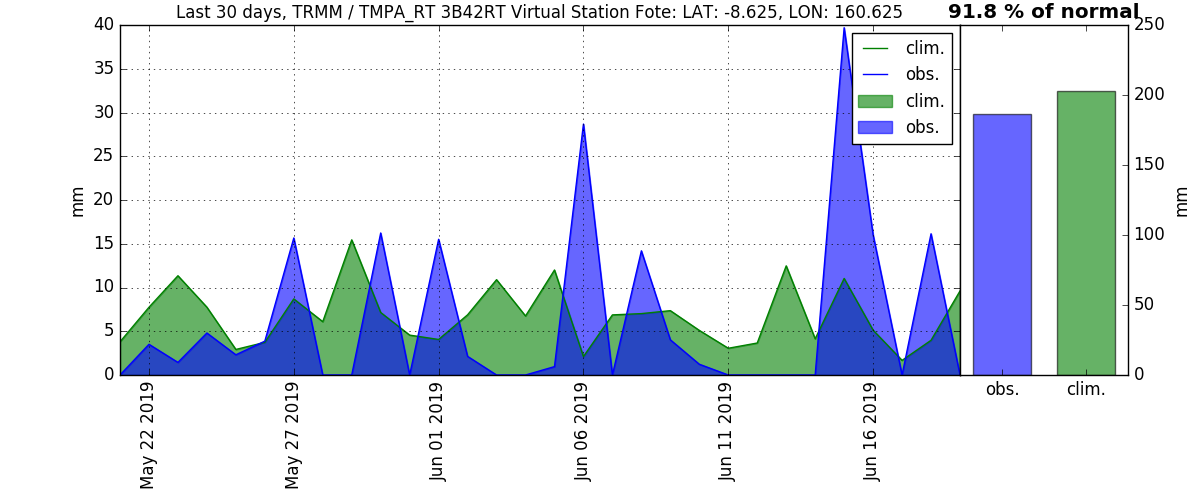 Last 30 days, TRMM / TMPA_RT 3B42RT Virtual Station Fote: LAT: -8.625, LON: 160.625
91.8 % of normal
40
35
30
25
20
15
10
5
0
mm
May 22 2019
May 27 2019
Jun 01 2019
Jun 06 2019
Jun 11 2019
Jun 16 2019
clim.
obs.
clim.
obs.
250
200
150
100
50
0
mm
obs.
clim.